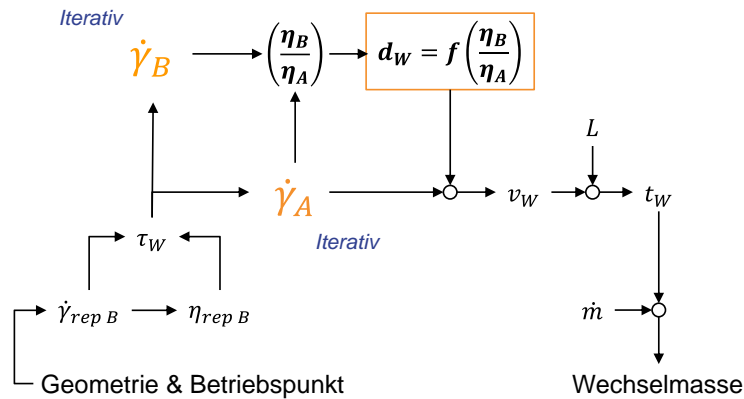 Iterativ
γ̇_B (η_B/η_A) d_W = f(η_B/η_A)
L
γ̇_A v_W t_W
Iterativ
τ_W
γ̇_rep B η_rep B ṁ
Geometrie & Betriebspunkt Wechselmasse